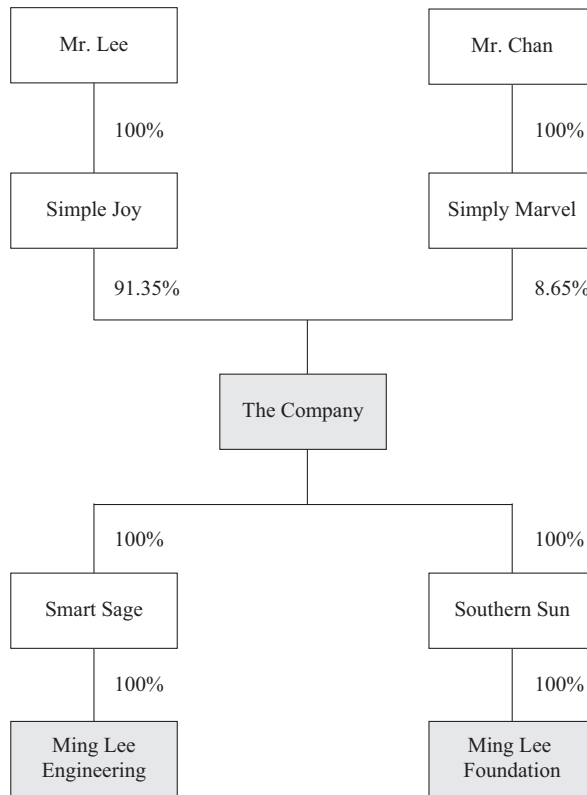 Mr. Lee
Mr. Chan
100%
100%
Simple Joy
Simply Marvel
91.35%
8.65%
The Company
100%
100%
Smart Sage
Southern Sun
100%
100%
Ming Lee
Engineering
Ming Lee
Foundation